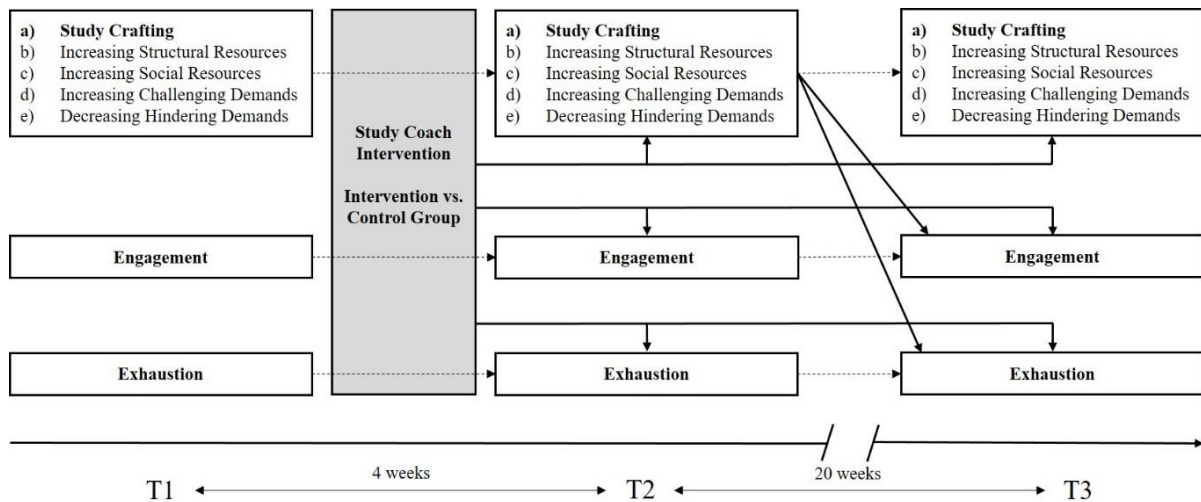 a) Study Crafting
b) Increasing Structural Resources
c) Increasing Social Resources
d) Increasing Challenging Demands
e) Decreasing Hindering Demands
Study Coach
Intervention
Intervention vs.
Control Group
a) Study Crafting
b) Increasing Structural Resources
c) Increasing Social Resources
d) Increasing Challenging Demands
e) Decreasing Hindering Demands
a) Study Crafting
b) Increasing Structural Resources
c) Increasing Social Resources
d) Increasing Challenging Demands
e) Decreasing Hindering Demands
Engagement
Engagement
Engagement
Exhaustion
Exhaustion
Exhaustion
4 weeks
20 weeks
T1
T2
T3